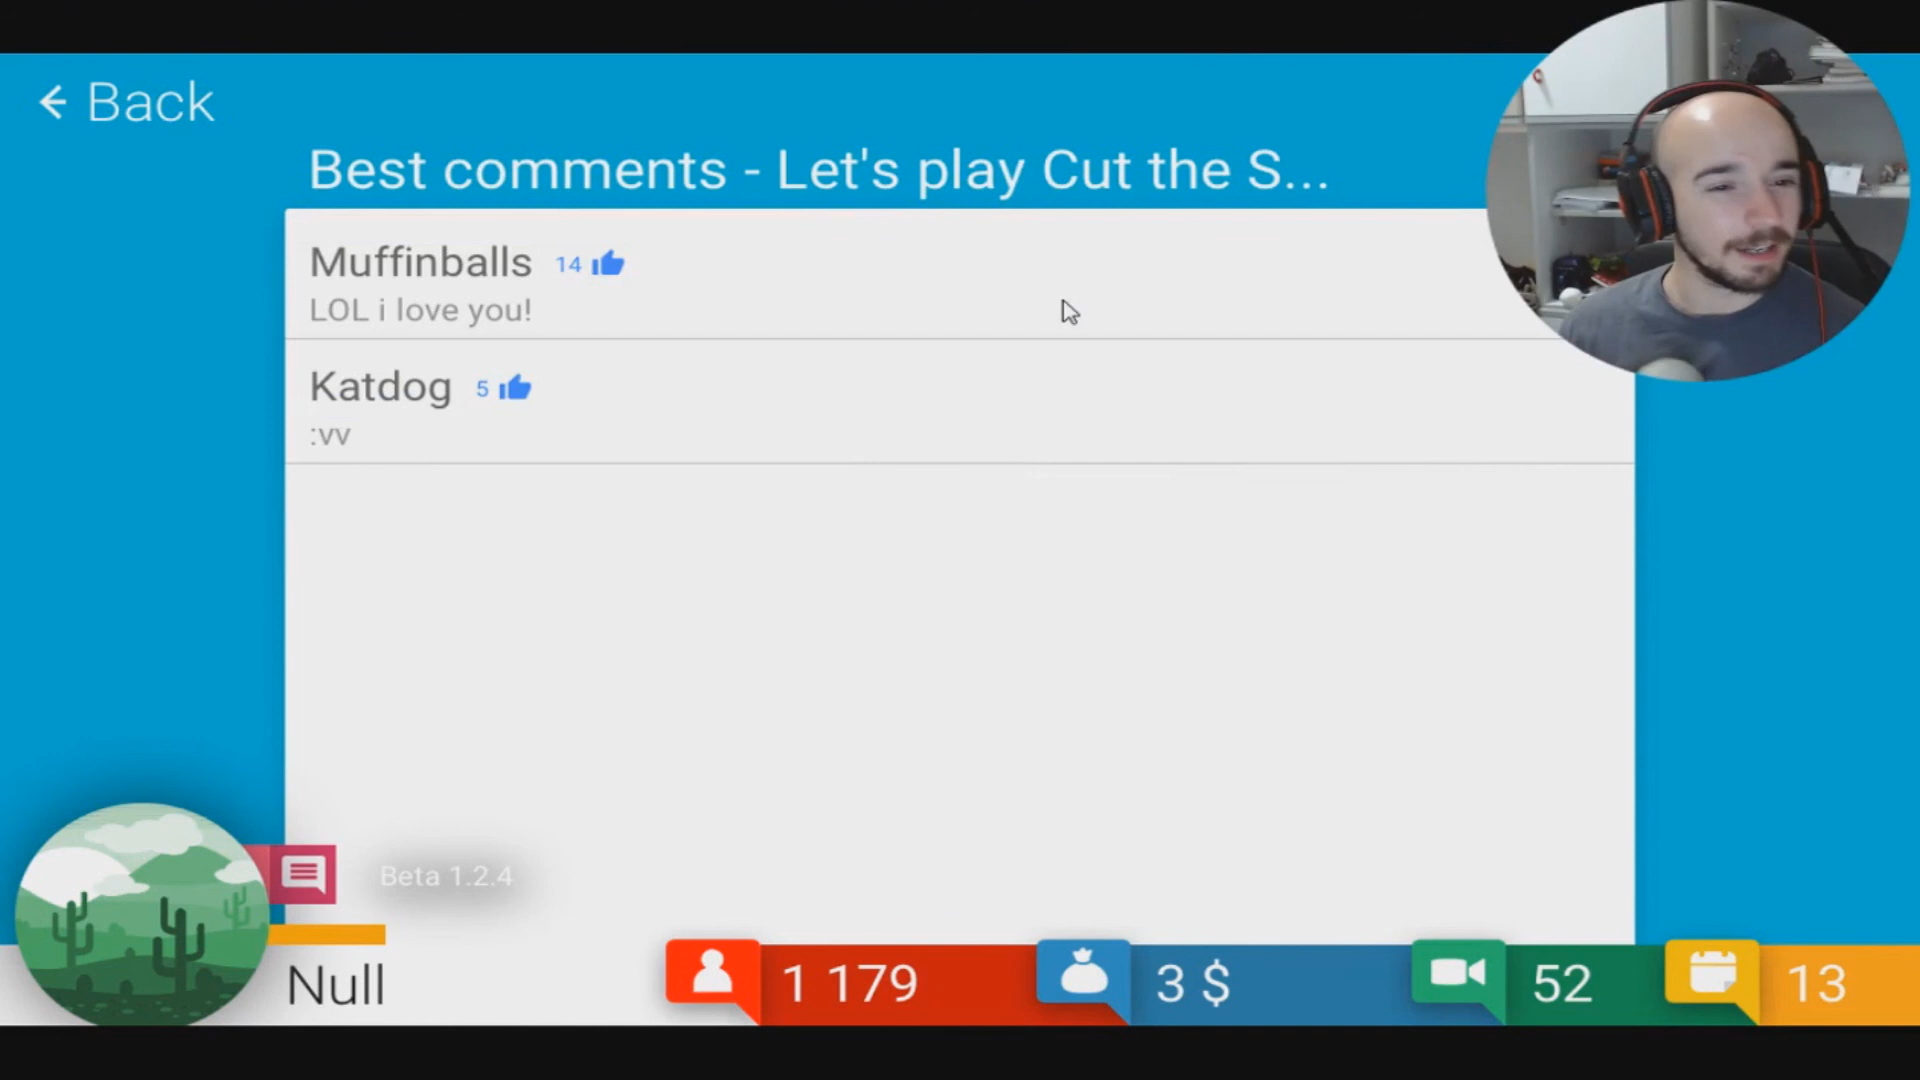 Back
Best comments - Let's play Cut the S...
Muffinballs 14
LOL i love you!
Katdog 5
:vv
Beta 1.2.4
Null
1 179
3 $
52
13